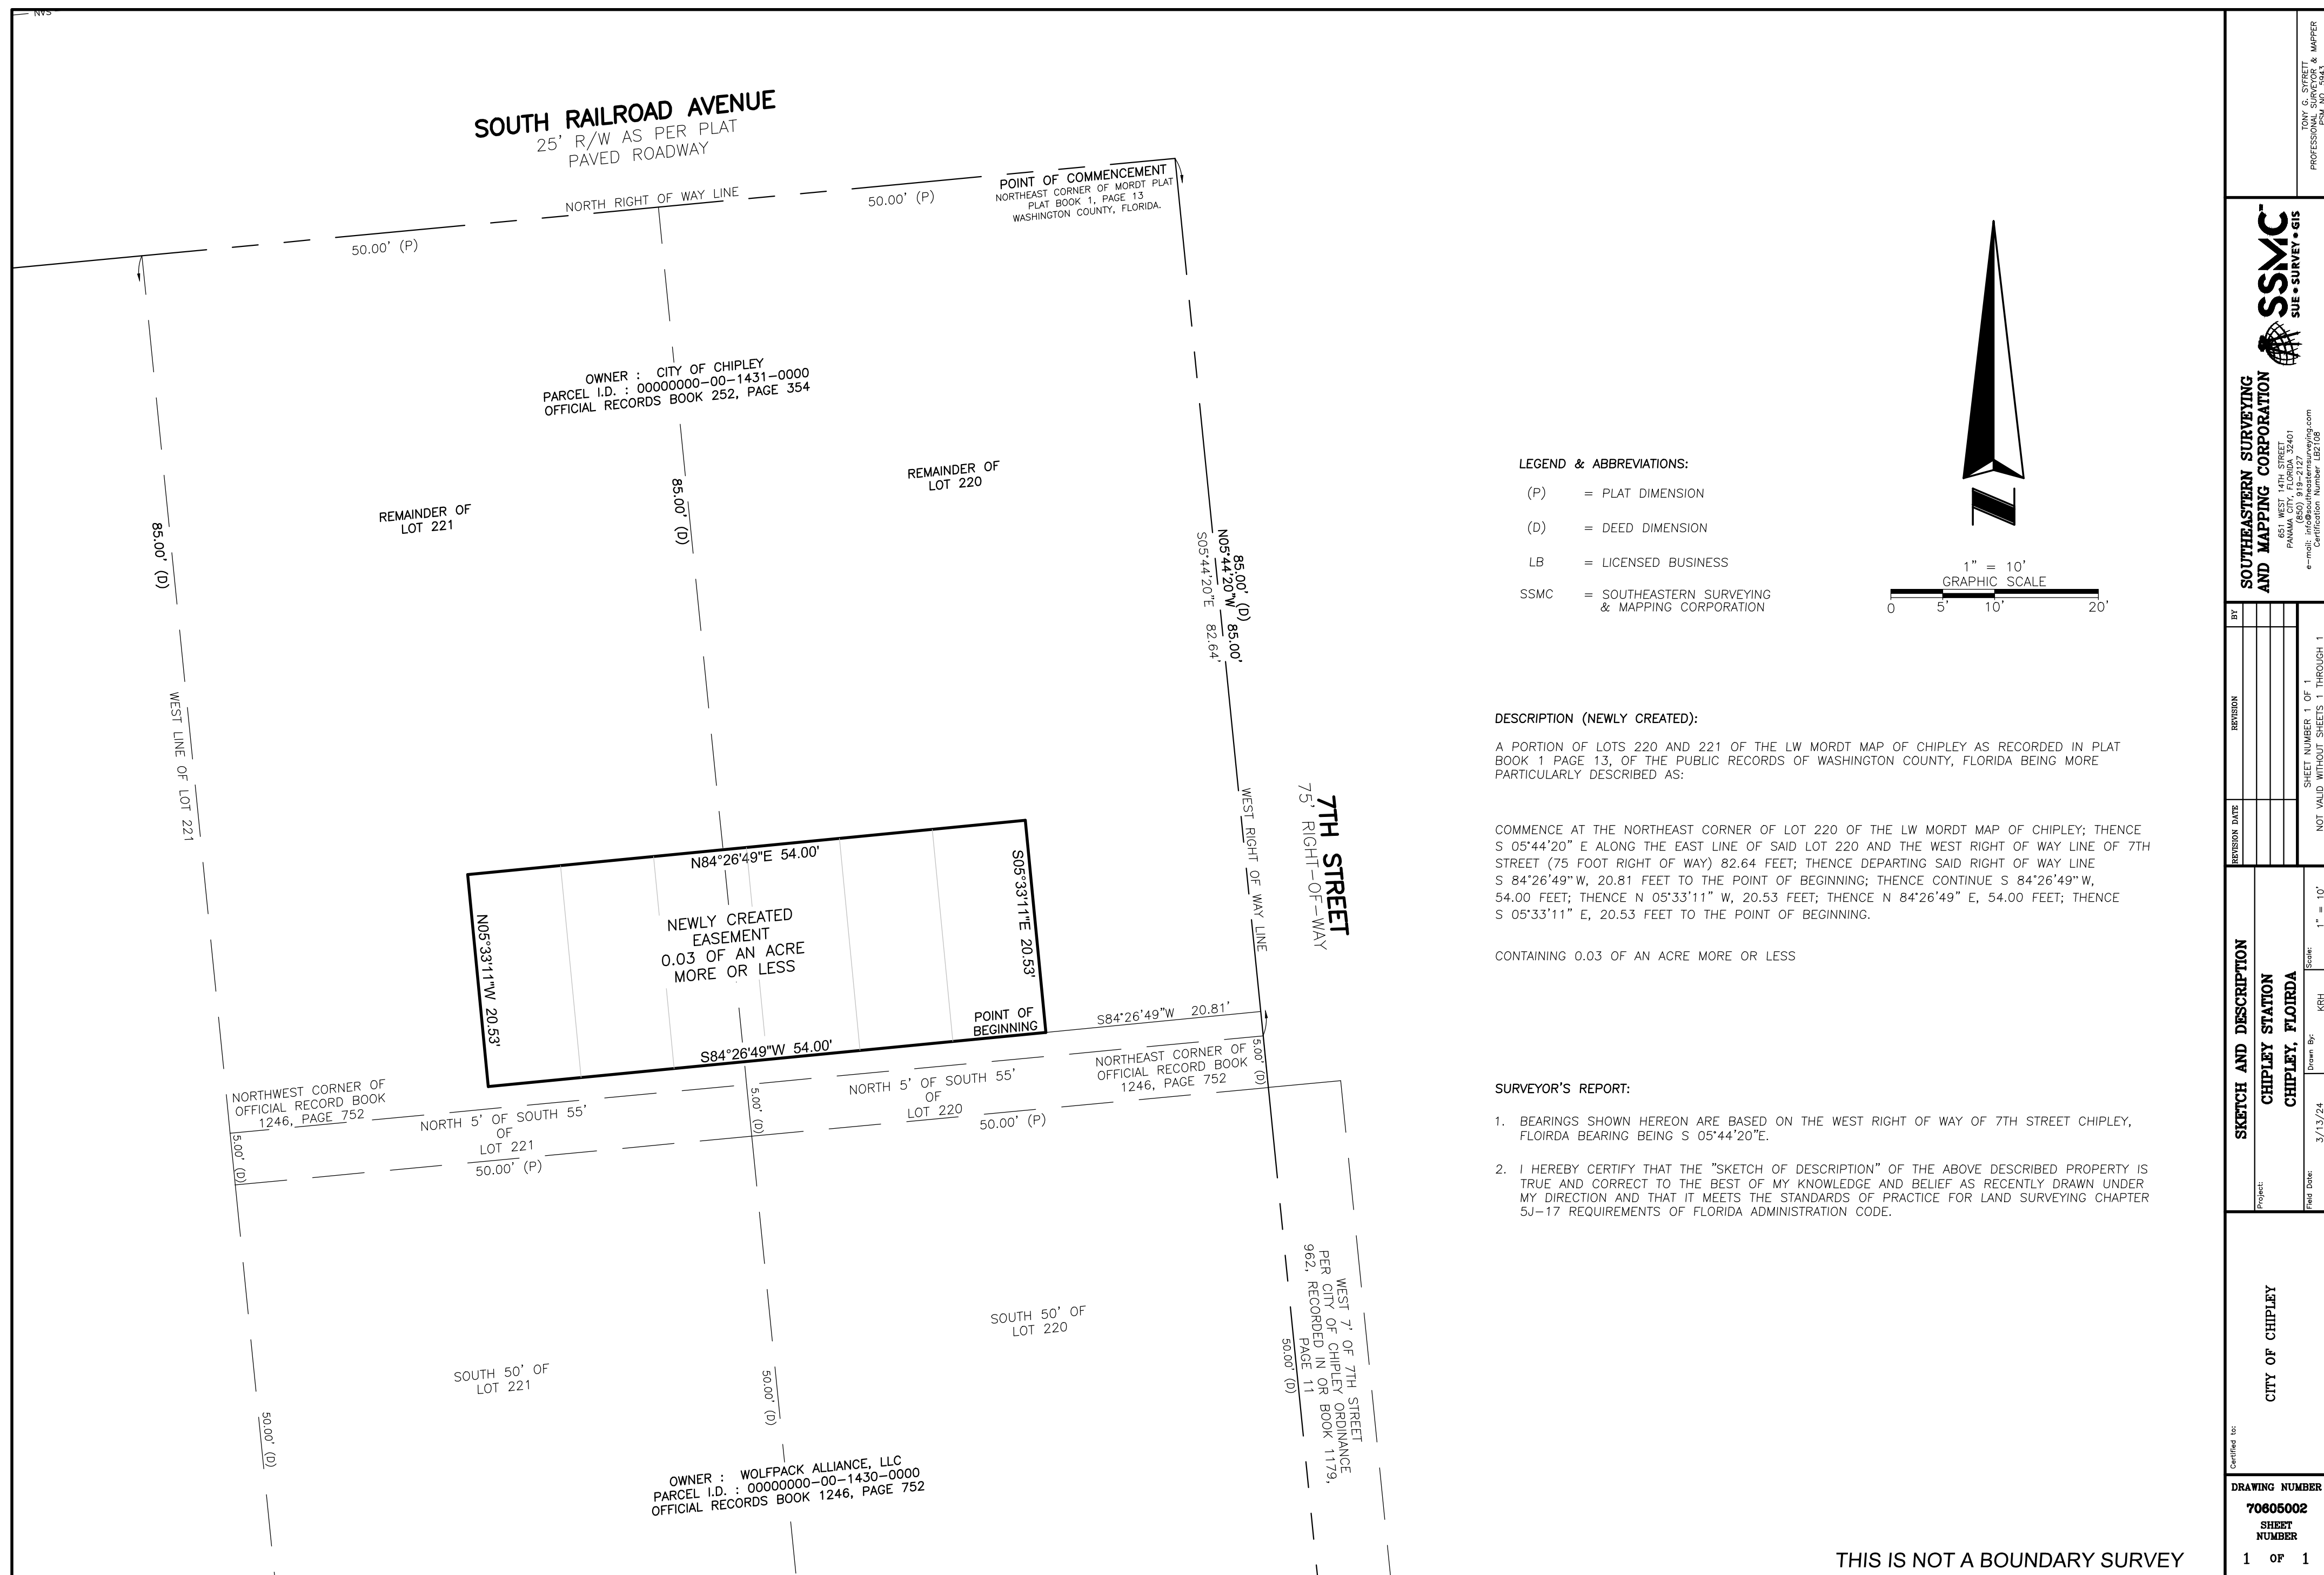 SOUTH RAILROAD AVENUE
25' R/W AS PER PLAT
PAVED ROADWAY
NORTH RIGHT OF WAY LINE
50.00' (P)
50.00' (P)
POINT OF COMMENCEMENT
NORTHEAST CORNER OF MORDT PLAT
PLAT BOOK 1, PAGE 13
WASHINGTON COUNTY, FLORIDA.
OWNER : CITY OF CHIPLEY
PARCEL I.D. : 00000000-00-1431-0000
OFFICIAL RECORDS BOOK 252, PAGE 354
REMAINDER OF
LOT 221
REMAINDER OF
LOT 220
85.00' (D)
85.00' (D)
85.00' (D)
N05°44'20"W 85.00'
S05°44'20"E 82.64'
WEST LINE OF LOT 221
WEST RIGHT OF WAY LINE
7TH STREET
75' RIGHT-OF-WAY
N84°26'49"E 54.00'
S05°33'11"E 20.53'
N05°33'11"W 20.53'
NEWLY CREATED
EASEMENT
0.03 OF AN ACRE
MORE OR LESS
POINT OF
BEGINNING
S84°26'49"W 54.00'
S84°26'49"W 20.81'
NORTHWEST CORNER OF
OFFICIAL RECORD BOOK
1246, PAGE 752
NORTHEAST CORNER OF
OFFICIAL RECORD BOOK
1246, PAGE 752
5.00' (D)
5.00' (D)
5.00' (D)
NORTH 5' OF SOUTH 55'
OF
LOT 221
50.00' (P)
NORTH 5' OF SOUTH 55'
OF
LOT 220
50.00' (P)
SOUTH 50' OF
LOT 221
SOUTH 50' OF
LOT 220
50.00' (D)
50.00' (D)
50.00' (D)
WEST 7' OF 7TH STREET
PER CITY OF CHIPLEY ORDINANCE
962, RECORDED IN OR BOOK 1179,
PAGE 11
OWNER : WOLFPACK ALLIANCE, LLC
PARCEL I.D. : 00000000-00-1430-0000
OFFICIAL RECORDS BOOK 1246, PAGE 752
LEGEND & ABBREVIATIONS:
(P) = PLAT DIMENSION
(D) = DEED DIMENSION
LB = LICENSED BUSINESS
SSMC = SOUTHEASTERN SURVEYING
& MAPPING CORPORATION
N
1" = 10'
GRAPHIC SCALE
0 5' 10' 20'
DESCRIPTION (NEWLY CREATED):
A PORTION OF LOTS 220 AND 221 OF THE LW MORDT MAP OF CHIPLEY AS RECORDED IN PLAT
BOOK 1 PAGE 13, OF THE PUBLIC RECORDS OF WASHINGTON COUNTY, FLORIDA BEING MORE
PARTICULARLY DESCRIBED AS:
COMMENCE AT THE NORTHEAST CORNER OF LOT 220 OF THE LW MORDT MAP OF CHIPLEY; THENCE
S 05°44'20" E ALONG THE EAST LINE OF SAID LOT 220 AND THE WEST RIGHT OF WAY LINE OF 7TH
STREET (75 FOOT RIGHT OF WAY) 82.64 FEET; THENCE DEPARTING SAID RIGHT OF WAY LINE
S 84°26'49" W, 20.81 FEET TO THE POINT OF BEGINNING; THENCE CONTINUE S 84°26'49" W,
54.00 FEET; THENCE N 05°33'11" W, 20.53 FEET; THENCE N 84°26'49" E, 54.00 FEET; THENCE
S 05°33'11" E, 20.53 FEET TO THE POINT OF BEGINNING.
CONTAINING 0.03 OF AN ACRE MORE OR LESS
SURVEYOR'S REPORT:
1. BEARINGS SHOWN HEREON ARE BASED ON THE WEST RIGHT OF WAY OF 7TH STREET CHIPLEY,
FLOIRDA BEARING BEING S 05°44'20"E.
2. I HEREBY CERTIFY THAT THE "SKETCH OF DESCRIPTION" OF THE ABOVE DESCRIBED PROPERTY IS
TRUE AND CORRECT TO THE BEST OF MY KNOWLEDGE AND BELIEF AS RECENTLY DRAWN UNDER
MY DIRECTION AND THAT IT MEETS THE STANDARDS OF PRACTICE FOR LAND SURVEYING CHAPTER
5J-17 REQUIREMENTS OF FLORIDA ADMINISTRATION CODE.
THIS IS NOT A BOUNDARY SURVEY
TONY G. SYFRETT
PROFESSIONAL SURVEYOR & MAPPER
PSM NO. 5943
SSMC™
SUE • SURVEY • GIS
SOUTHEASTERN SURVEYING
AND MAPPING CORPORATION
651 WEST 14TH STREET
PANAMA CITY, FLORIDA 32401
(850) 919-2127
e-mail: info@southeasternsurveying.com
Certification Number LB2108
REVISION DATE REVISION BY
SHEET NUMBER 1 OF 1
NOT VALID WITHOUT SHEETS 1 THROUGH 1
SKETCH AND DESCRIPTION
Project:
CHIPLEY STATION
CHIPLEY, FLOIRDA
Field Date: 3/13/24
Drawn By: KRH
Scale: 1" = 10'
Certified to:
CITY OF CHIPLEY
DRAWING NUMBER
70605002
SHEET
NUMBER
1 OF 1